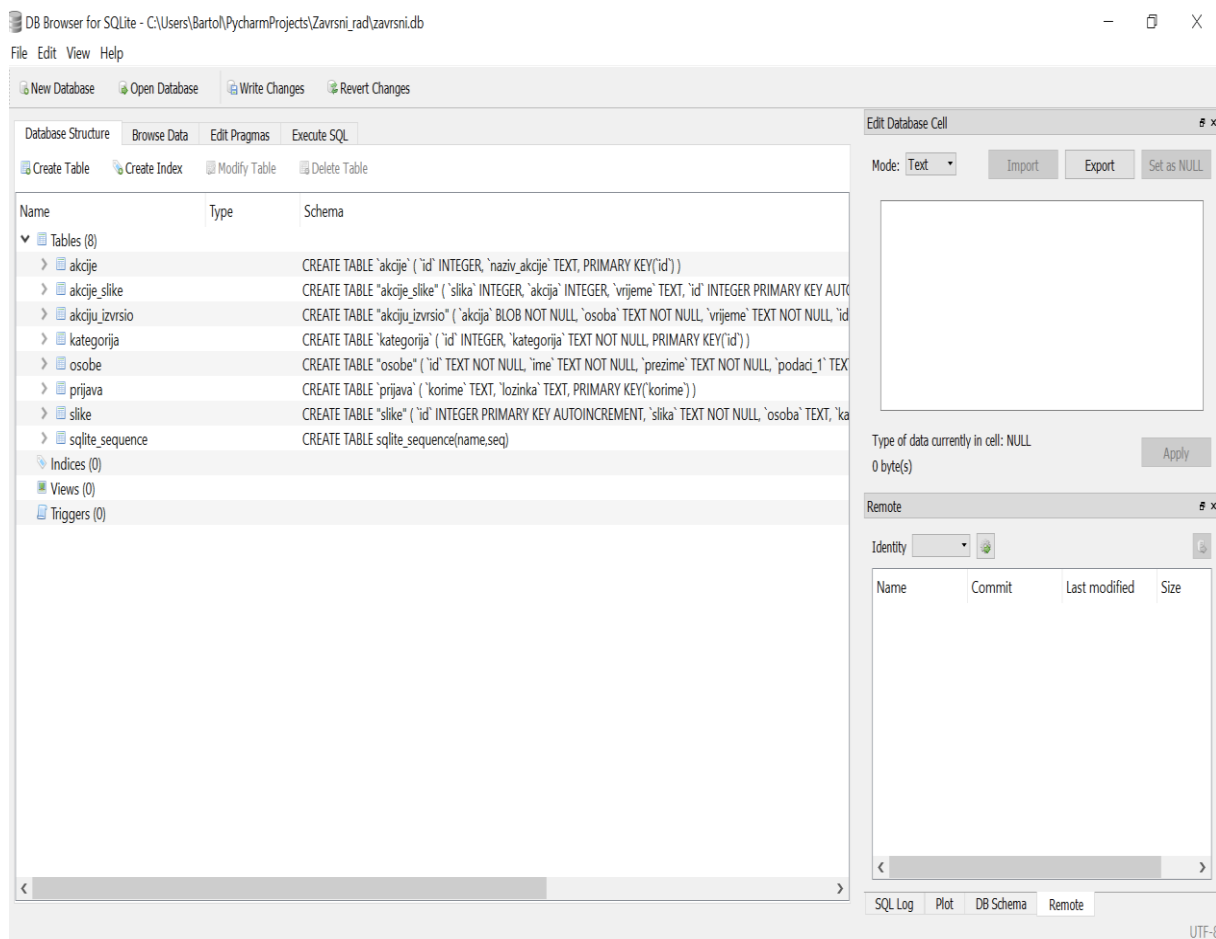 DB Browser for SQLite - C:\Users\Bartol\PycharmProjects\Zavrsni_rad\zavrsni.db
File Edit View Help
New Database Open Database Write Changes Revert Changes
Database Structure Browse Data Edit Pragmas Execute SQL
Create Table Create Index Modify Table Delete Table
Name Type Schema
Tables (8)
akcije CREATE TABLE `akcije` ( `id` INTEGER, `naziv_akcije` TEXT, PRIMARY KEY(`id`) )
akcije_slike CREATE TABLE "akcije_slike" ( `slika` INTEGER, `akcija` INTEGER, `vrijeme` TEXT, `id` INTEGER PRIMARY KEY AUTO
akciju_izvrsio CREATE TABLE "akciju_izvrsio" ( `akcija` BLOB NOT NULL, `osoba` TEXT NOT NULL, `vrijeme` TEXT NOT NULL, `id
kategorija CREATE TABLE `kategorija` ( `id` INTEGER, `kategorija` TEXT NOT NULL, PRIMARY KEY(`id`) )
osobe CREATE TABLE "osobe" ( `id` TEXT NOT NULL, `ime` TEXT NOT NULL, `prezime` TEXT NOT NULL, `podaci_1` TEX
prijava CREATE TABLE `prijava` ( `korime` TEXT, `lozinka` TEXT, PRIMARY KEY(`korime`) )
slike CREATE TABLE "slike" ( `id` INTEGER PRIMARY KEY AUTOINCREMENT, `slika` TEXT NOT NULL, `osoba` TEXT, `ka
sqlite_sequence CREATE TABLE sqlite_sequence(name,seq)
Indices (0)
Views (0)
Triggers (0)
Edit Database Cell
Mode: Text Import Export Set as NULL
Type of data currently in cell: NULL
0 byte(s)
Apply
Remote
Identity
Name Commit Last modified Size
SQL Log Plot DB Schema Remote
UTF-8